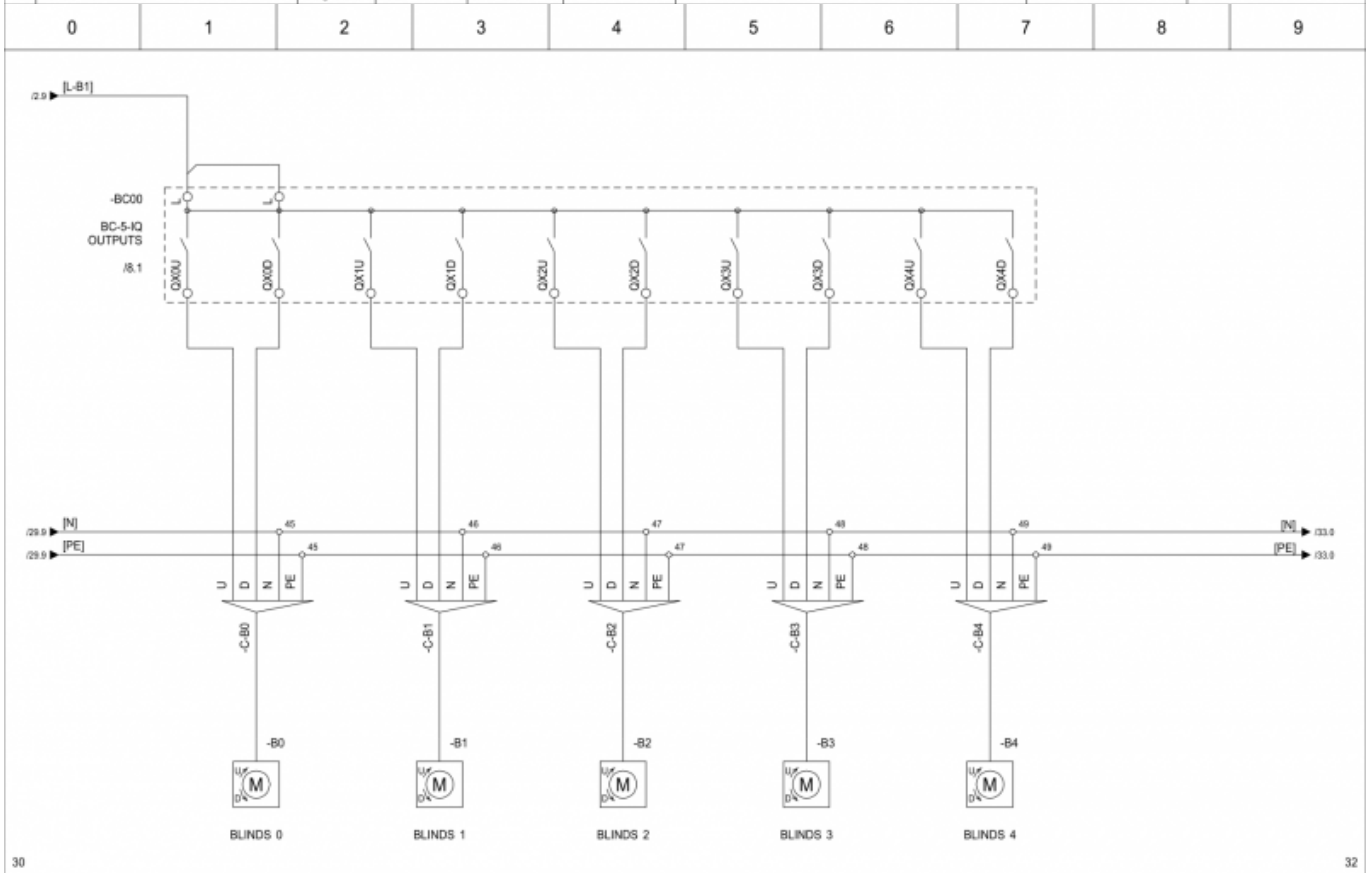 0 1 2 3 4 5 6 7 8 9
/2.9 [L-B1]
-BC00
L L
BC-5-IQ
OUTPUTS
/8.1
QX0U QX0D QX1U QX1D QX2U QX2D QX3U QX3D QX4U QX4D
/29.9 [N] 45 46 47 48 49 [N] /33.0
/29.9 [PE] 45 46 47 48 49 [PE] /33.0
U D N PE U D N PE U D N PE U D N PE U D N PE
-C-B0 -C-B1 -C-B2 -C-B3 -C-B4
-B0 -B1 -B2 -B3 -B4
U U U U U
M M M M M
D D D D D
BLINDS 0 BLINDS 1 BLINDS 2 BLINDS 3 BLINDS 4
30 32